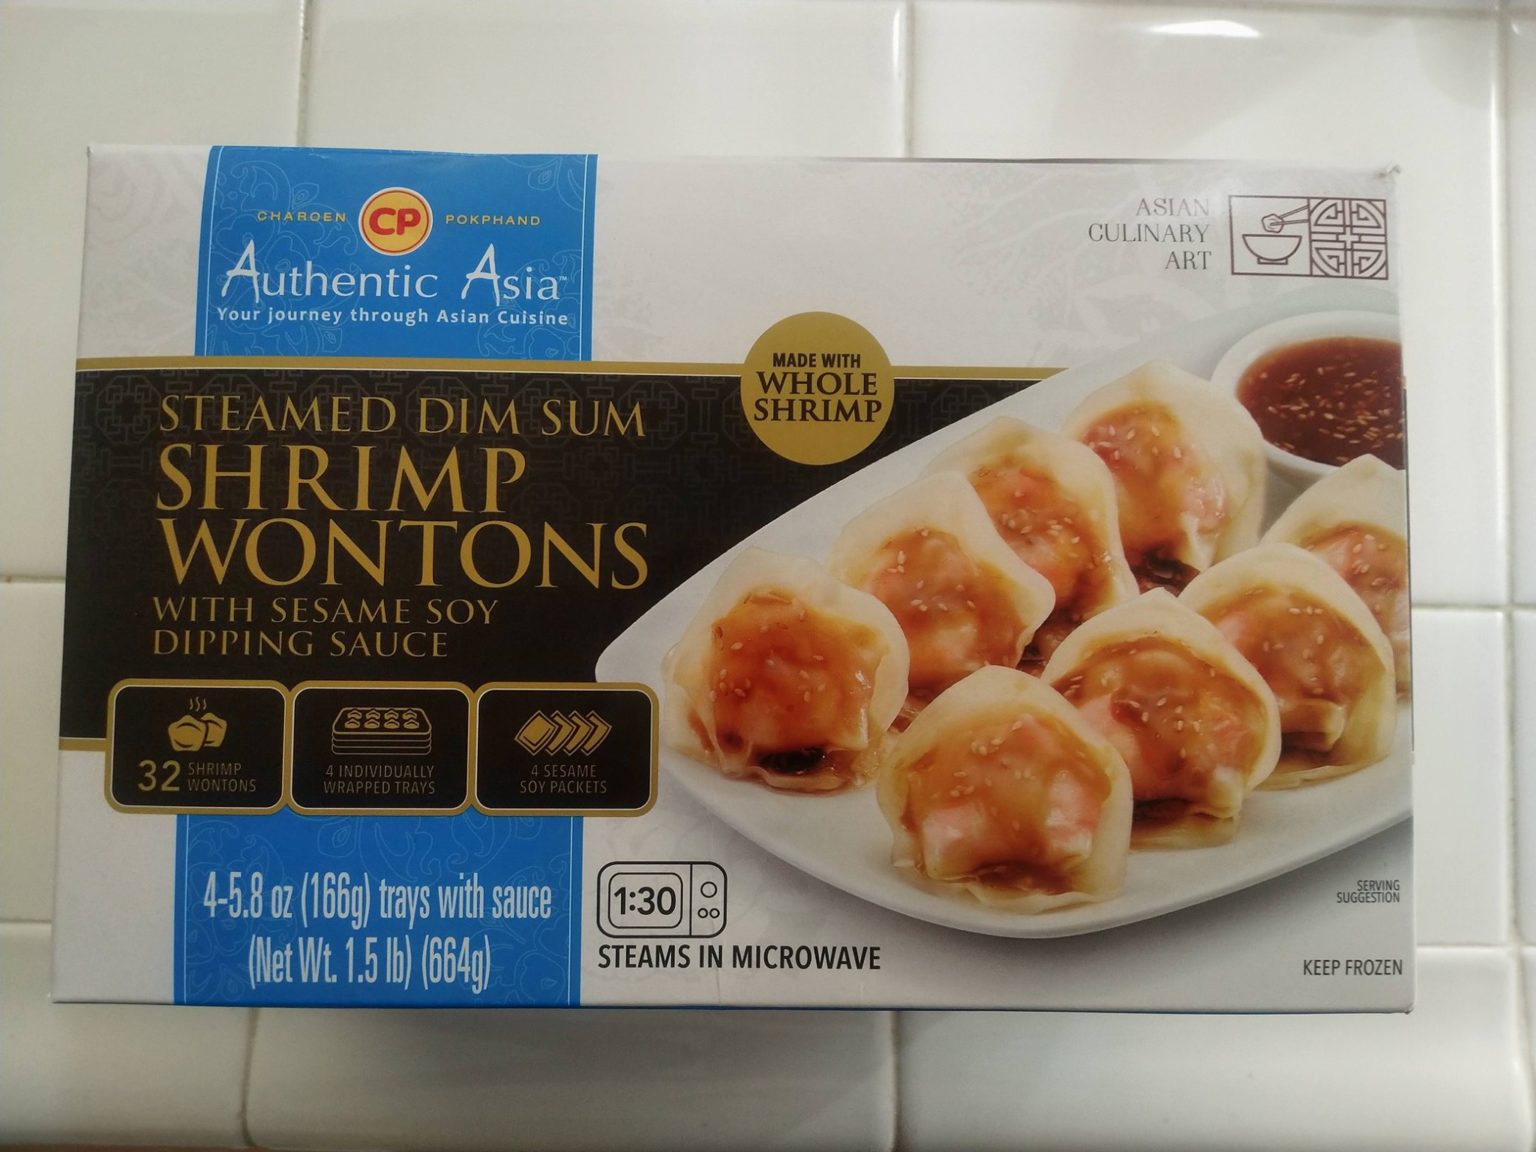 CHAROEN CP POKPHAND
Authentic Asia™
Your journey through Asian Cuisine
ASIAN
CULINARY
ART
MADE WITH
WHOLE
SHRIMP
STEAMED DIM SUM
SHRIMP
WONTONS
WITH SESAME SOY
DIPPING SAUCE
32 SHRIMP
WONTONS
4 INDIVIDUALLY
WRAPPED TRAYS
4 SESAME
SOY PACKETS
4-5.8 oz (166g) trays with sauce
(Net Wt. 1.5 lb) (664g)
1:30
STEAMS IN MICROWAVE
SERVING
SUGGESTION
KEEP FROZEN